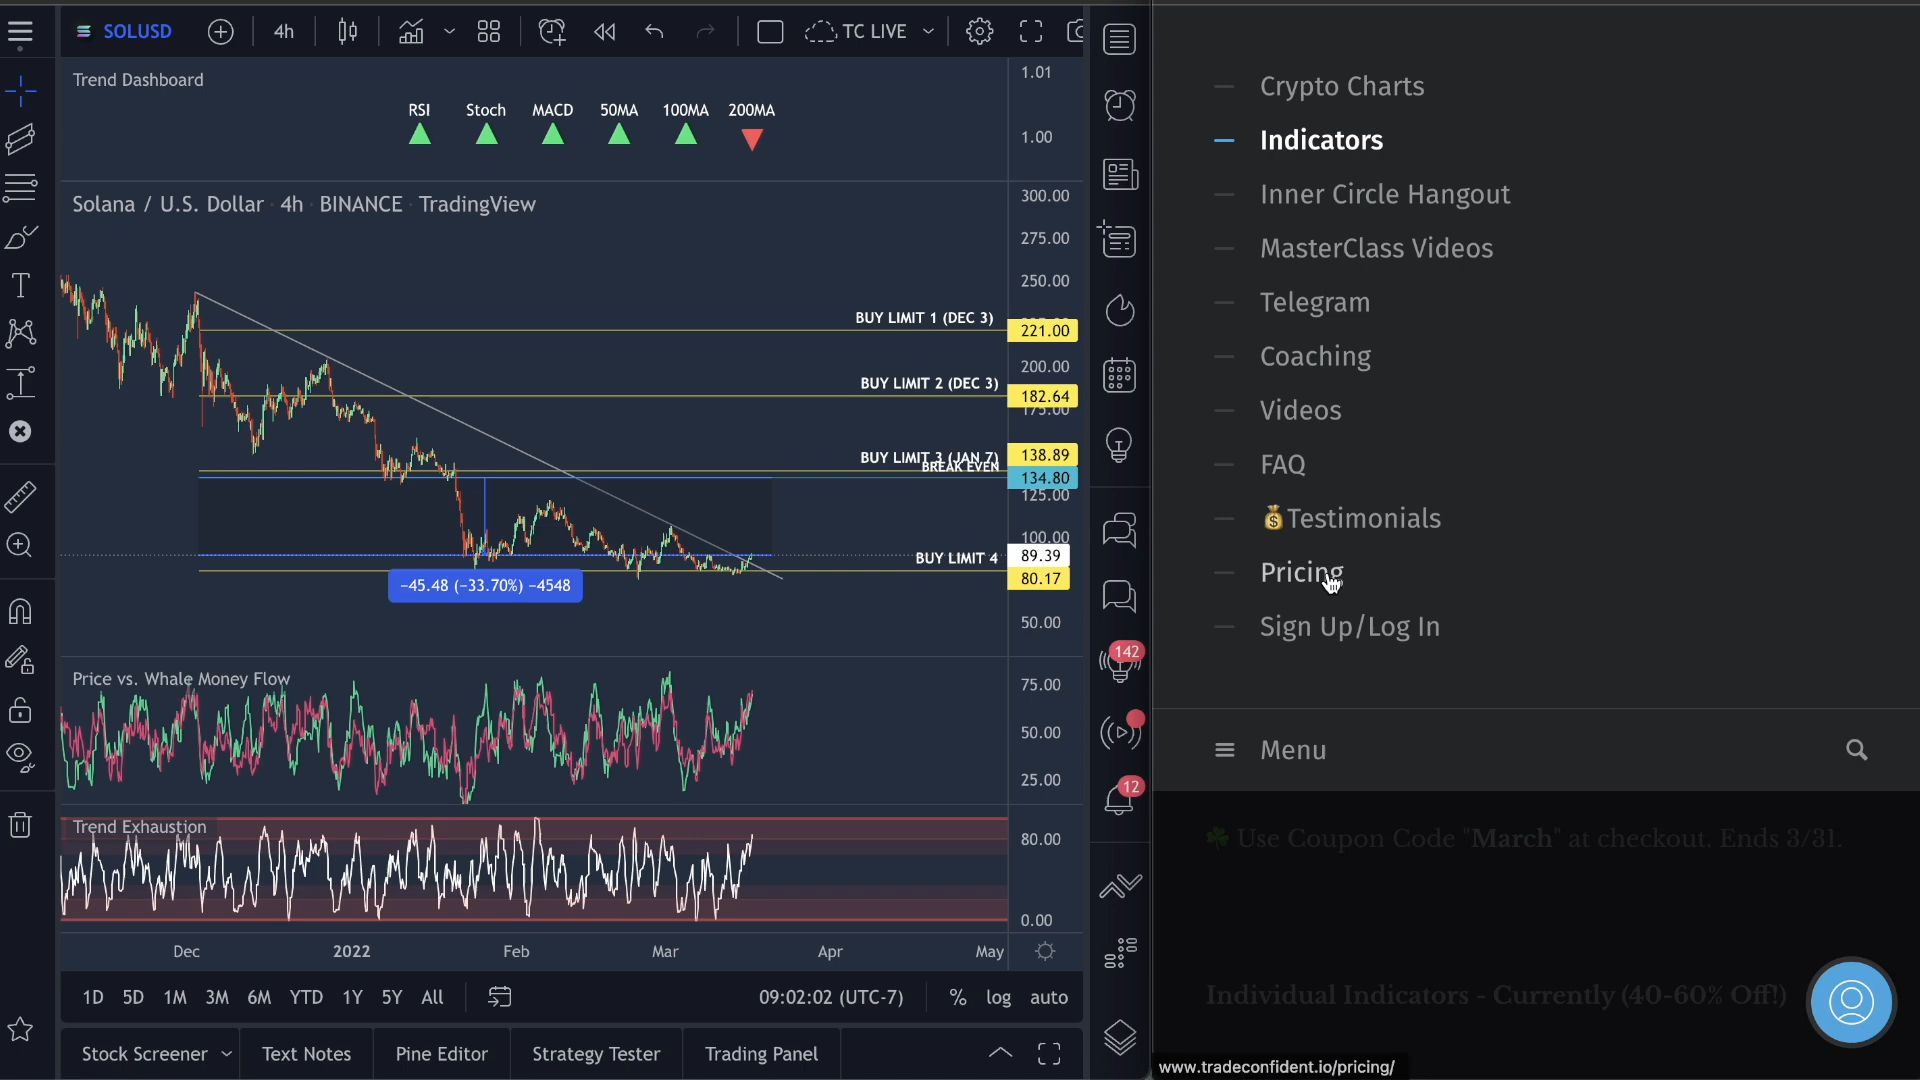 SOLUSD
4h
TC LIVE
Trend Dashboard
RSI Stoch MACD 50MA 100MA 200MA
1.01
1.00
Solana / U.S. Dollar · 4h · BINANCE · TradingView
300.00
275.00
250.00
BUY LIMIT 1 (DEC 3)
221.00
200.00
BUY LIMIT 2 (DEC 3)
182.64
175.00
BUY LIMIT 3 (JAN 7)
138.89
BREAK EVEN
134.80
125.00
100.00
BUY LIMIT 4
89.39
80.17
−45.48 (−33.70%) −4548
50.00
Price vs. Whale Money Flow
75.00
50.00
25.00
Trend Exhaustion
80.00
0.00
Dec 2022 Feb Mar Apr May
1D 5D 1M 3M 6M YTD 1Y 5Y All
09:02:02 (UTC-7)
% log auto
Stock Screener Text Notes Pine Editor Strategy Tester Trading Panel
142
12
Crypto Charts
Indicators
Inner Circle Hangout
MasterClass Videos
Telegram
Coaching
Videos
FAQ
💰Testimonials
Pricing
Sign Up/Log In
Menu
☘️ Use Coupon Code "March" at checkout. Ends 3/31.
Individual Indicators - Currently (40-60% Off!)
www.tradeconfident.io/pricing/